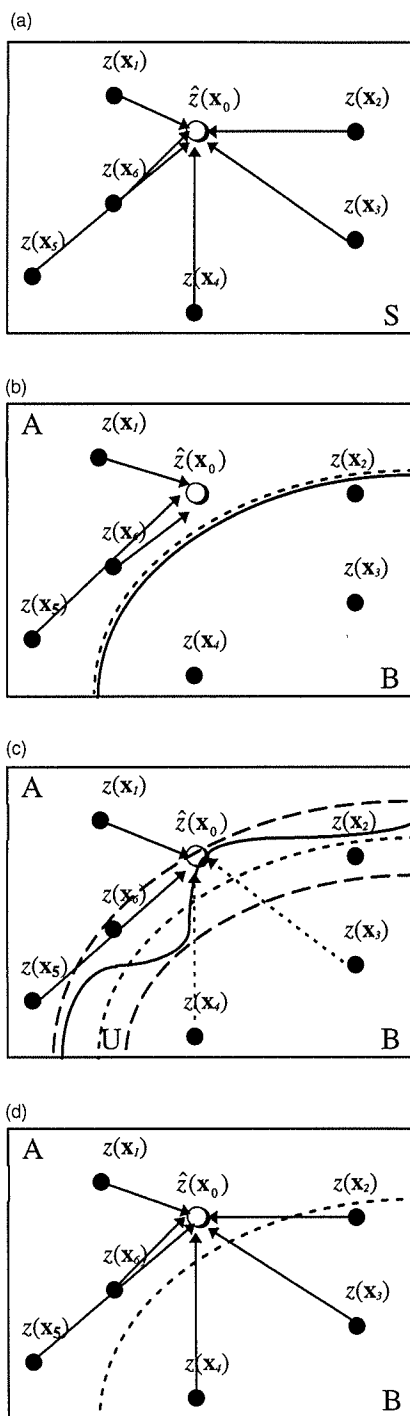 (a)
z(x₁)
ẑ(x₀)
z(x₂)
z(x₆)
z(x₃)
z(x₅)
z(x₄)
S
(b)
A
z(x₁)
ẑ(x₀)
z(x₂)
z(x₆)
z(x₃)
z(x₅)
z(x₄)
B
(c)
A
z(x₁)
ẑ(x₀)
z(x₂)
z(x₆)
z(x₃)
z(x₅)
z(x₄)
U
B
(d)
A
z(x₁)
ẑ(x₀)
z(x₂)
z(x₆)
z(x₃)
z(x₅)
z(x₄)
B